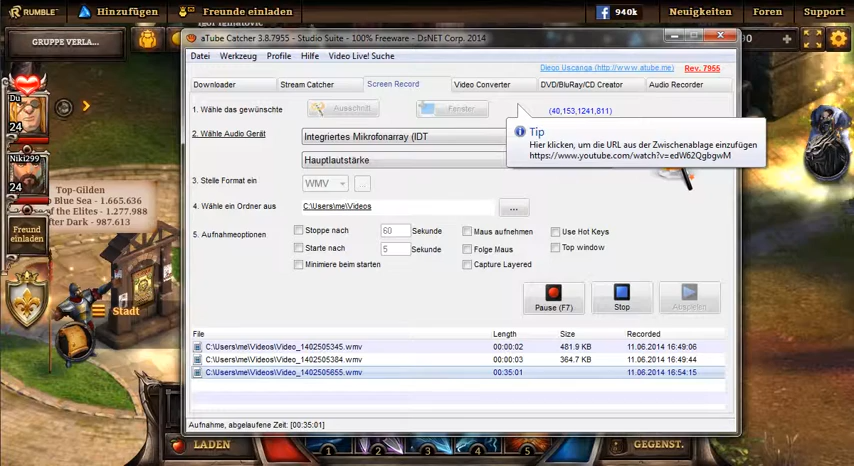 RUMBLE
Hinzufügen
Freunde einladen
940k
Neuigkeiten
Foren
Support
GRUPPE VERLA...
aTube Catcher 3.8.7955 - Studio Suite - 100% Freeware - DsNET Corp. 2014
Datei Werkzeug Profile Hilfe Video Live! Suche
Diego Uscanga (http://www.atube.me) Rev. 7955
Downloader Stream Catcher Screen Record Video Converter DVD/BluRay/CD Creator Audio Recorder
1. Wähle das gewünschte
Ausschnitt
Fenster
(40,153,1241,811)
2. Wähle Audio Gerät
Integriertes Mikrofonarray (IDT
Hauptlautstärke
Tip
Hier klicken, um die URL aus der Zwischenablage einzufügen
https://www.youtube.com/watch?v=edW62QgbgwM
3. Stelle Format ein
WMV
...
4. Wähle ein Ordner aus
C:\Users\me\Videos
...
5. Aufnahmeoptionen
Stoppe nach 60 Sekunde
Maus aufnehmen
Use Hot Keys
Starte nach 5 Sekunde
Folge Maus
Top window
Minimiere beim starten
Capture Layered
Pause (F7)
Stop
Abspielen
File Length Size Recorded
C:\Users\me\Videos\Video_1402505345.wmv 00:00:02 481.9 KB 11.06.2014 16:49:06
C:\Users\me\Videos\Video_1402505384.wmv 00:00:03 364.7 KB 11.06.2014 16:49:44
C:\Users\me\Videos\Video_1402505655.wmv 00:35:01 11.06.2014 16:54:15
Aufnahme, abgelaufene Zeit: [00:35:01]
Du
24
Niki299
24
Freund
einladen
Top-Gilden
Blue Sea - 1.665.636
of the Elites - 1.277.988
Dark - 987.613
Stadt
LADEN
1
2
3
4
5
GEGENST.